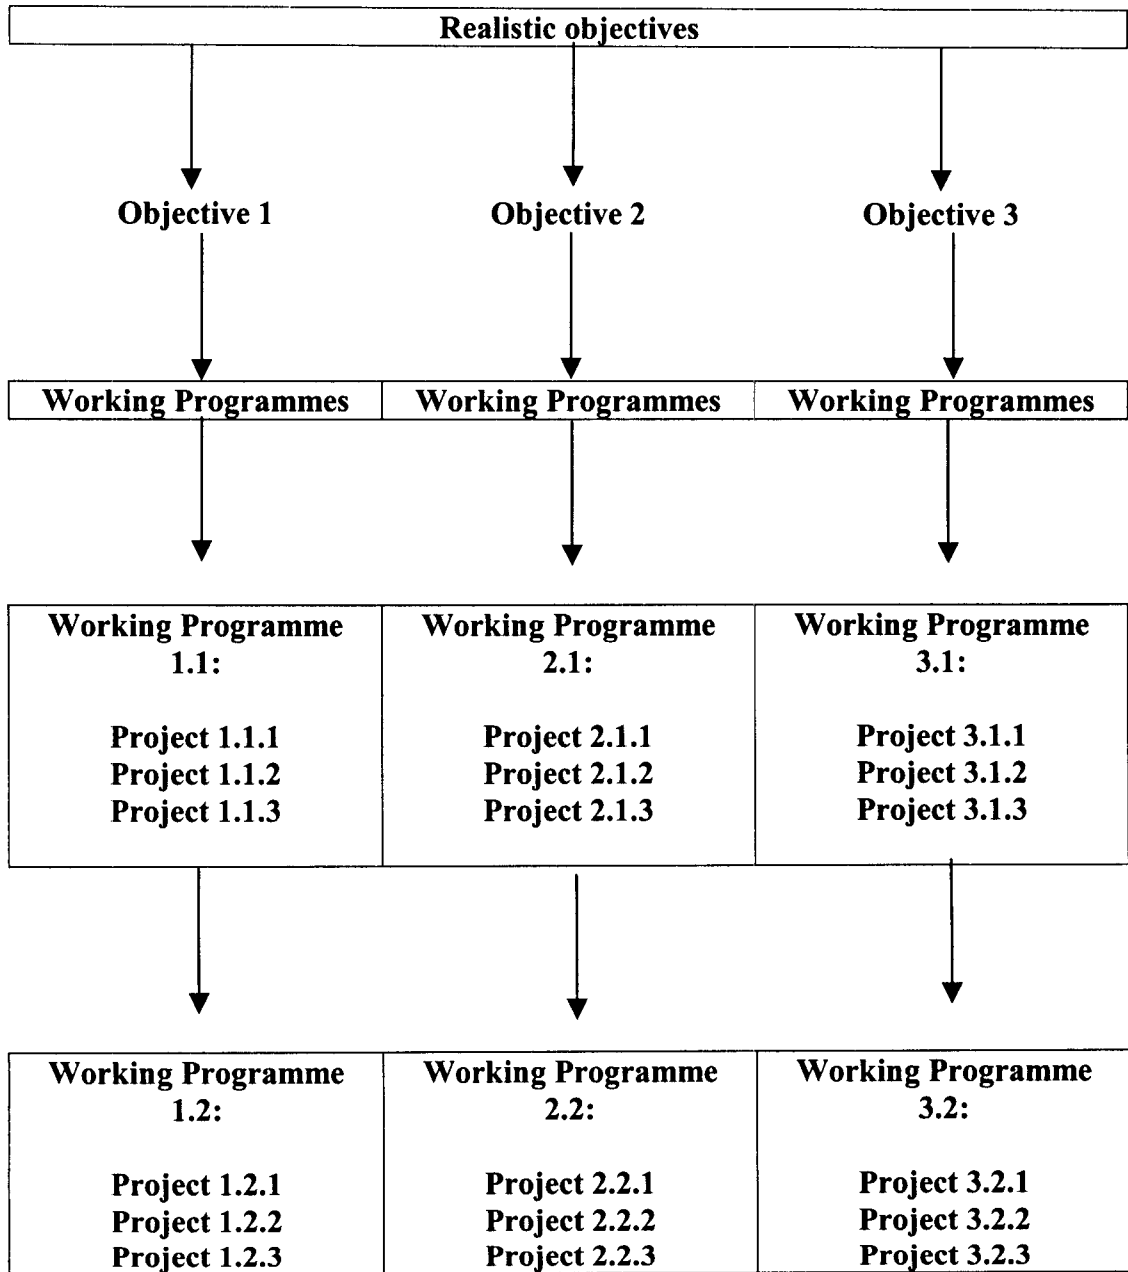 Realistic objectives
Objective 1
Objective 2
Objective 3
Working Programmes
Working Programmes
Working Programmes
Working Programme
1.1:
Project 1.1.1
Project 1.1.2
Project 1.1.3
Working Programme
2.1:
Project 2.1.1
Project 2.1.2
Project 2.1.3
Working Programme
3.1:
Project 3.1.1
Project 3.1.2
Project 3.1.3
Working Programme
1.2:
Project 1.2.1
Project 1.2.2
Project 1.2.3
Working Programme
2.2:
Project 2.2.1
Project 2.2.2
Project 2.2.3
Working Programme
3.2:
Project 3.2.1
Project 3.2.2
Project 3.2.3